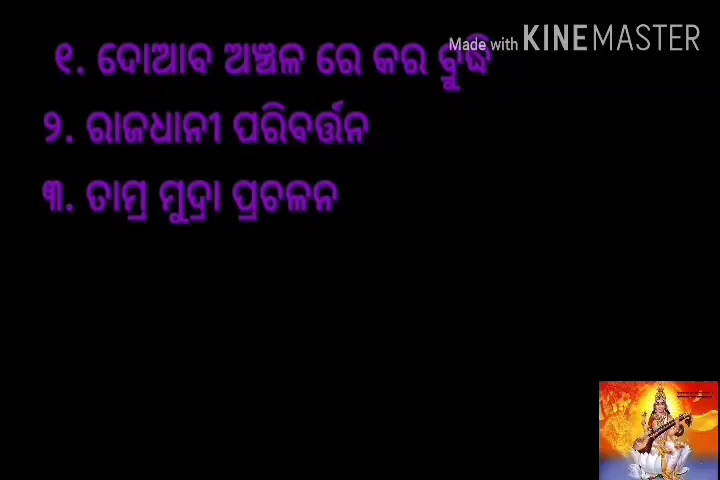 Made with KINEMASTER
୧. ଦୋଆବ ଅଞ୍ଚଳ ରେ କର ବୃଦ୍ଧି
୨. ରାଜଧାନୀ ପରିବର୍ତ୍ତନ
୩. ତାମ୍ର ମୁଦ୍ରା ପ୍ରଚଳନ